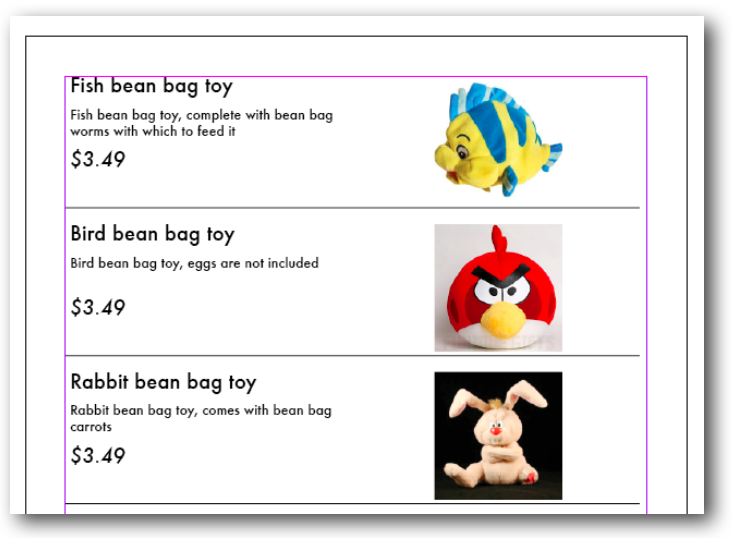 Fish bean bag toy
Fish bean bag toy, complete with bean bag
worms with which to feed it
$3.49
Bird bean bag toy
Bird bean bag toy, eggs are not included
$3.49
Rabbit bean bag toy
Rabbit bean bag toy, comes with bean bag
carrots
$3.49